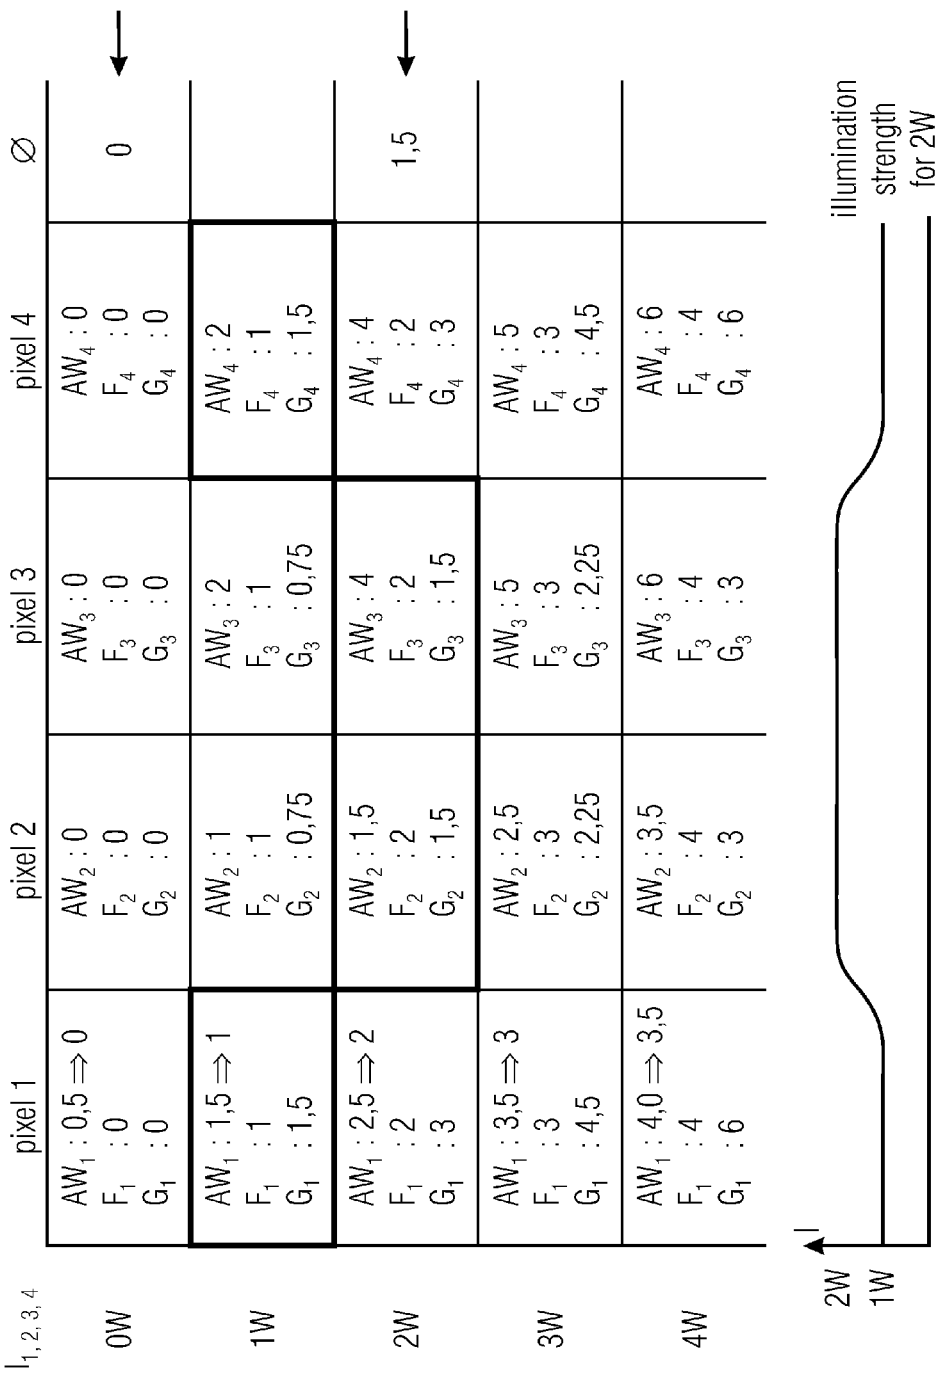 I1, 2, 3, 4
pixel 1
pixel 2
pixel 3
pixel 4
Ø
0W
AW1 : 0,5 ⇒ 0
F1 : 0
G1 : 0
AW2 : 0
F2 : 0
G2 : 0
AW3 : 0
F3 : 0
G3 : 0
AW4 : 0
F4 : 0
G4 : 0
0
1W
AW1 : 1,5 ⇒ 1
F1 : 1
G1 : 1,5
AW2 : 1
F2 : 1
G2 : 0,75
AW3 : 2
F3 : 1
G3 : 0,75
AW4 : 2
F4 : 1
G4 : 1,5
2W
AW1 : 2,5 ⇒ 2
F1 : 2
G1 : 3
AW2 : 1,5
F2 : 2
G2 : 1,5
AW3 : 4
F3 : 2
G3 : 1,5
AW4 : 4
F4 : 2
G4 : 3
1,5
3W
AW1 : 3,5 ⇒ 3
F1 : 3
G1 : 4,5
AW2 : 2,5
F2 : 3
G2 : 2,25
AW3 : 5
F3 : 3
G3 : 2,25
AW4 : 5
F4 : 3
G4 : 4,5
4W
AW1 : 4,0 ⇒ 3,5
F1 : 4
G1 : 6
AW2 : 3,5
F2 : 4
G2 : 3
AW3 : 6
F3 : 4
G3 : 3
AW4 : 6
F4 : 4
G4 : 6
I
2W
1W
illumination
strength
for 2W